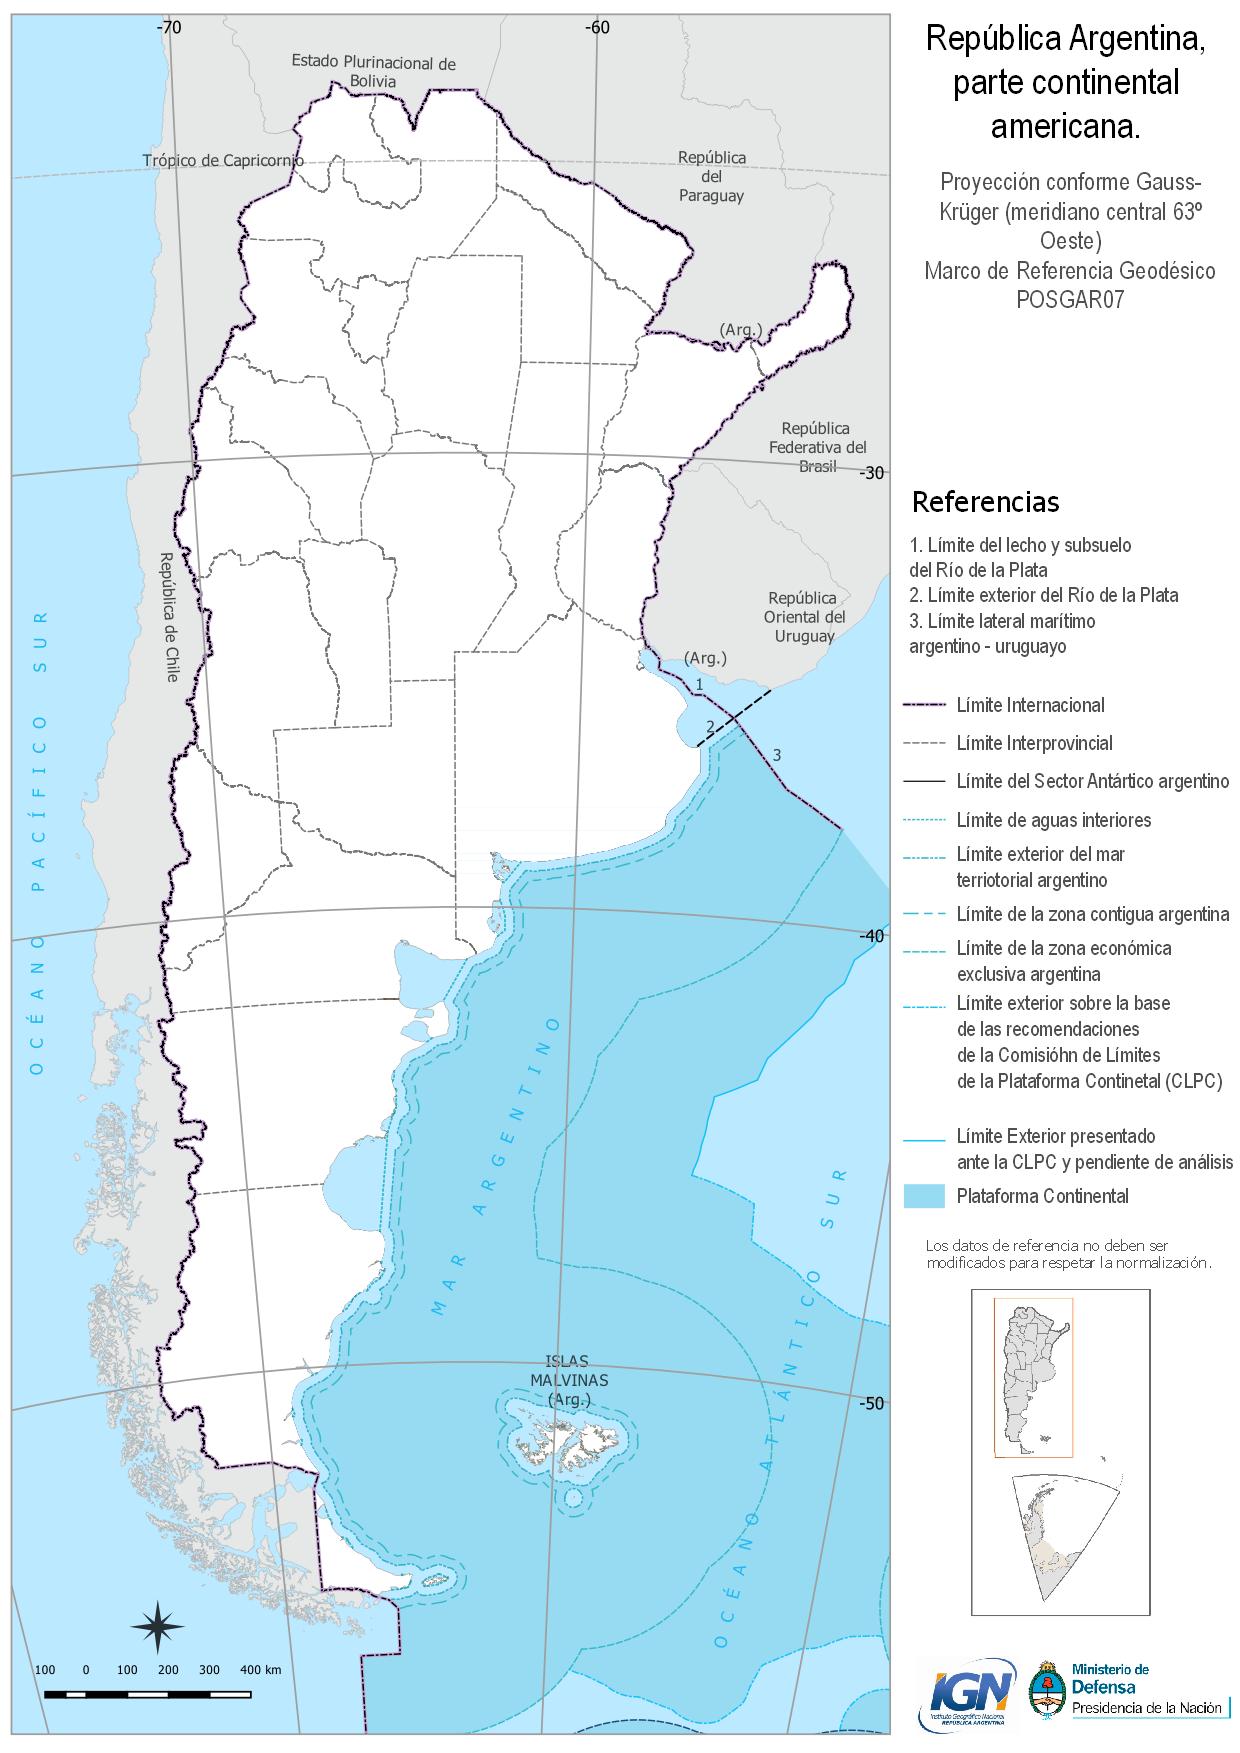 -70
-60
Estado Plurinacional de
Bolivia
Trópico de Capricornio
República
del
Paraguay
(Arg.)
República
Federativa del
Brasil
-30
República de Chile
República
Oriental del
Uruguay
(Arg.)
1
2
3
OCÉANO PACÍFICO SUR
-40
MAR ARGENTINO
OCÉANO ATLÁNTICO SUR
ISLAS
MALVINAS
(Arg.)
-50
100 0 100 200 300 400 km
República Argentina,
parte continental
americana.
Proyección conforme Gauss-
Krüger (meridiano central 63º
Oeste)
Marco de Referencia Geodésico
POSGAR07
Referencias
1. Límite del lecho y subsuelo
del Río de la Plata
2. Límite exterior del Río de la Plata
3. Límite lateral marítimo
argentino - uruguayo
Límite Internacional
Límite Interprovincial
Límite del Sector Antártico argentino
Límite de aguas interiores
Límite exterior del mar
terriotorial argentino
Límite de la zona contigua argentina
Límite de la zona económica
exclusiva argentina
Límite exterior sobre la base
de las recomendaciones
de la Comisióhn de Límites
de la Plataforma Continetal (CLPC)
Límite Exterior presentado
ante la CLPC y pendiente de análisis
Plataforma Continental
Los datos de referencia no deben ser
modificados para respetar la normalización.
IGN
Instituto Geográfico Nacional
REPUBLICA ARGENTINA
Ministerio de
Defensa
Presidencia de la Nación